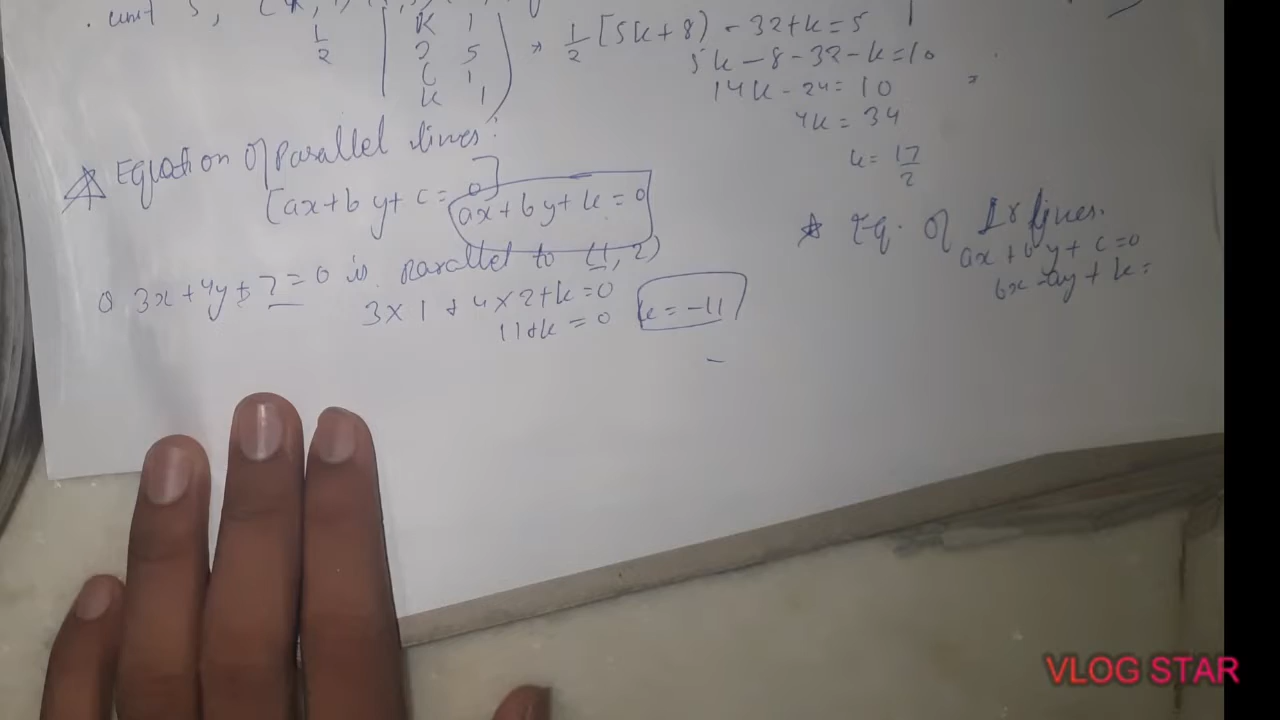 . unit 5,
1/2 | K 1
3 5
C 1
K 1 | » 1/2 [5k+8) - 32+k=5
5k-8-32-k=10
14k-24=10
4k=34
k=17/2
Equation Of parallel lines:
[ax+by+c=0]
ax+by+k=0
Q 3x+4y+7=0 is parallel to (1,2)
3×1+4×2+k=0
11+k=0 k=-11
Eq. Of Ir lines.
ax+by+c=0
bx-ay+k=
VLOG STAR